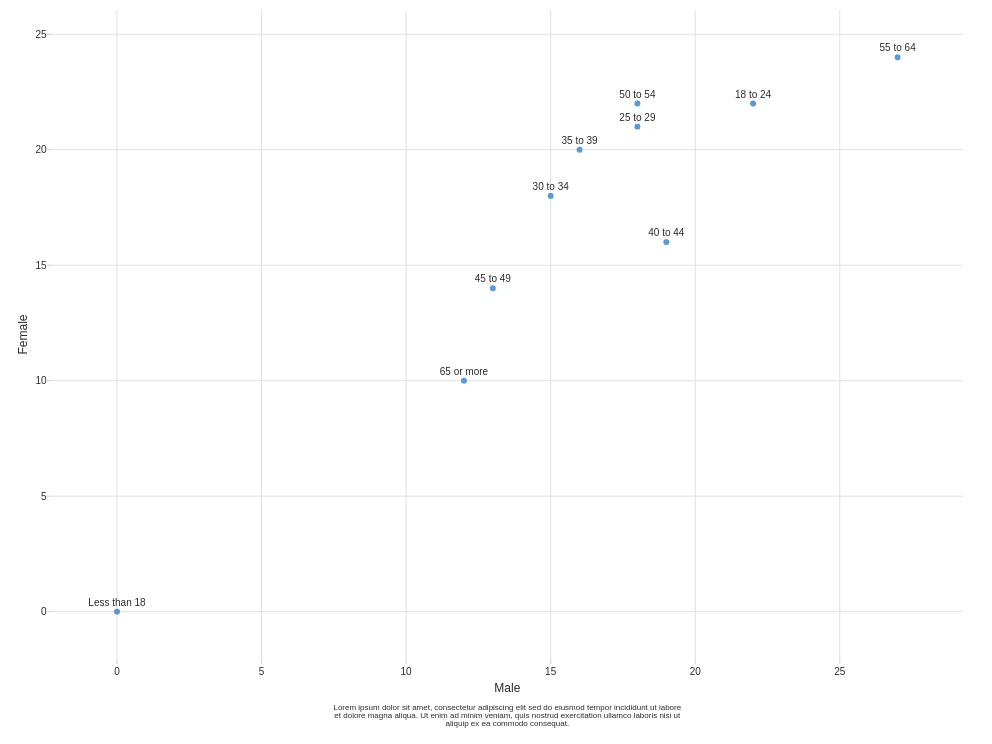 25
55 to 64
50 to 54
18 to 24
25 to 29
35 to 39
20
30 to 34
40 to 44
15
45 to 49
Female
65 or more
10
5
Less than 18
0
0 5 10 15 20 25
Male
Lorem ipsum dolor sit amet, consectetur adipiscing elit sed do eiusmod tempor incididunt ut labore
et dolore magna aliqua. Ut enim ad minim veniam, quis nostrud exercitation ullamco laboris nisi ut
aliquip ex ea commodo consequat.